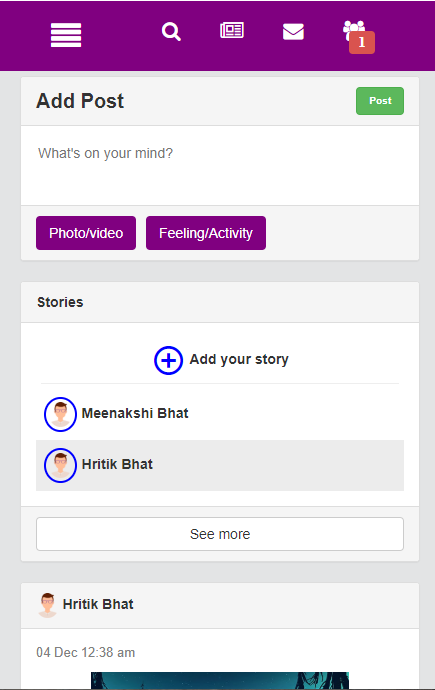 1
Add Post
Post
What's on your mind?
Photo/video
Feeling/Activity
Stories
Add your story
Meenakshi Bhat
Hritik Bhat
See more
Hritik Bhat
04 Dec 12:38 am